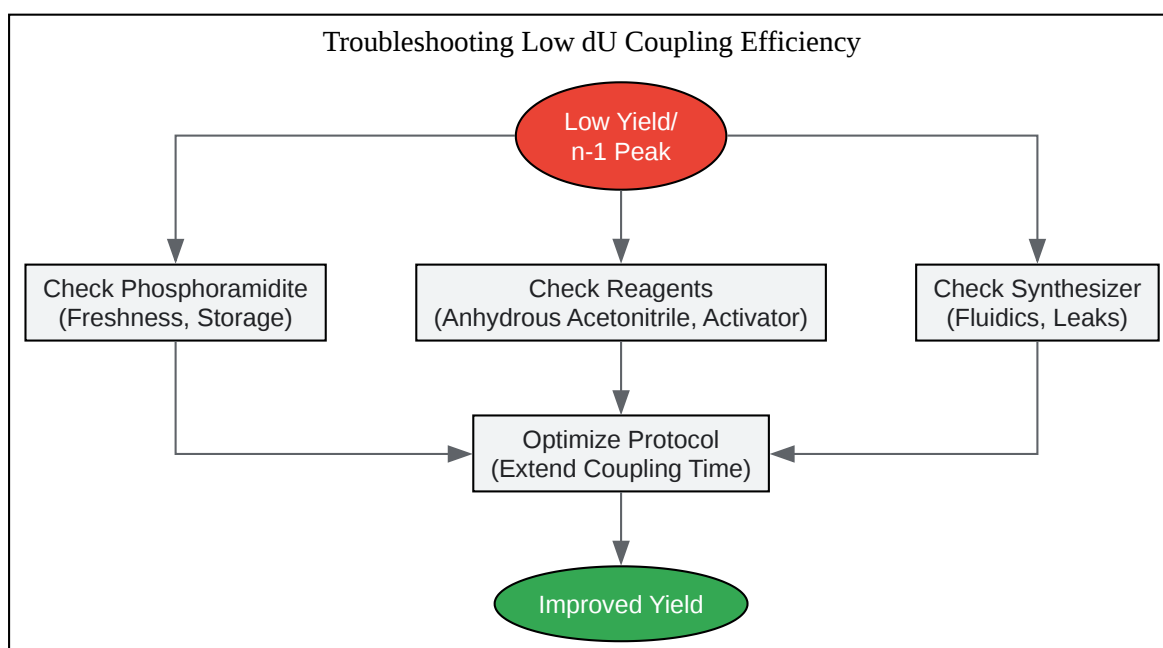 Troubleshooting Low dU Coupling Efficiency
Low Yield/
n-1 Peak
Check Phosphoramidite
(Freshness, Storage)
Check Reagents
(Anhydrous Acetonitrile, Activator)
Check Synthesizer
(Fluidics, Leaks)
Optimize Protocol
(Extend Coupling Time)
Improved Yield